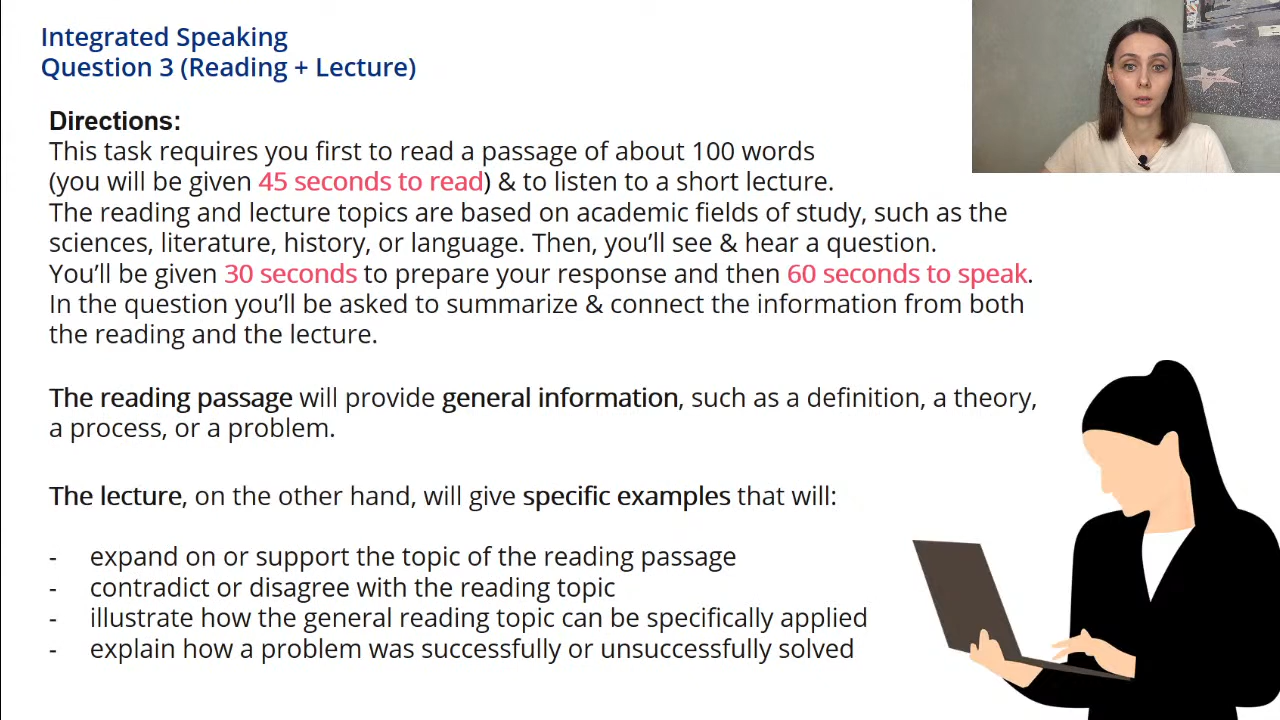 Integrated Speaking
Question 3 (Reading + Lecture)
Directions:
This task requires you first to read a passage of about 100 words
(you will be given 45 seconds to read) & to listen to a short lecture.
The reading and lecture topics are based on academic fields of study, such as the
sciences, literature, history, or language. Then, you’ll see & hear a question.
You’ll be given 30 seconds to prepare your response and then 60 seconds to speak.
In the question you’ll be asked to summarize & connect the information from both
the reading and the lecture.
The reading passage will provide general information, such as a definition, a theory,
a process, or a problem.
The lecture, on the other hand, will give specific examples that will:
- expand on or support the topic of the reading passage
- contradict or disagree with the reading topic
- illustrate how the general reading topic can be specifically applied
- explain how a problem was successfully or unsuccessfully solved